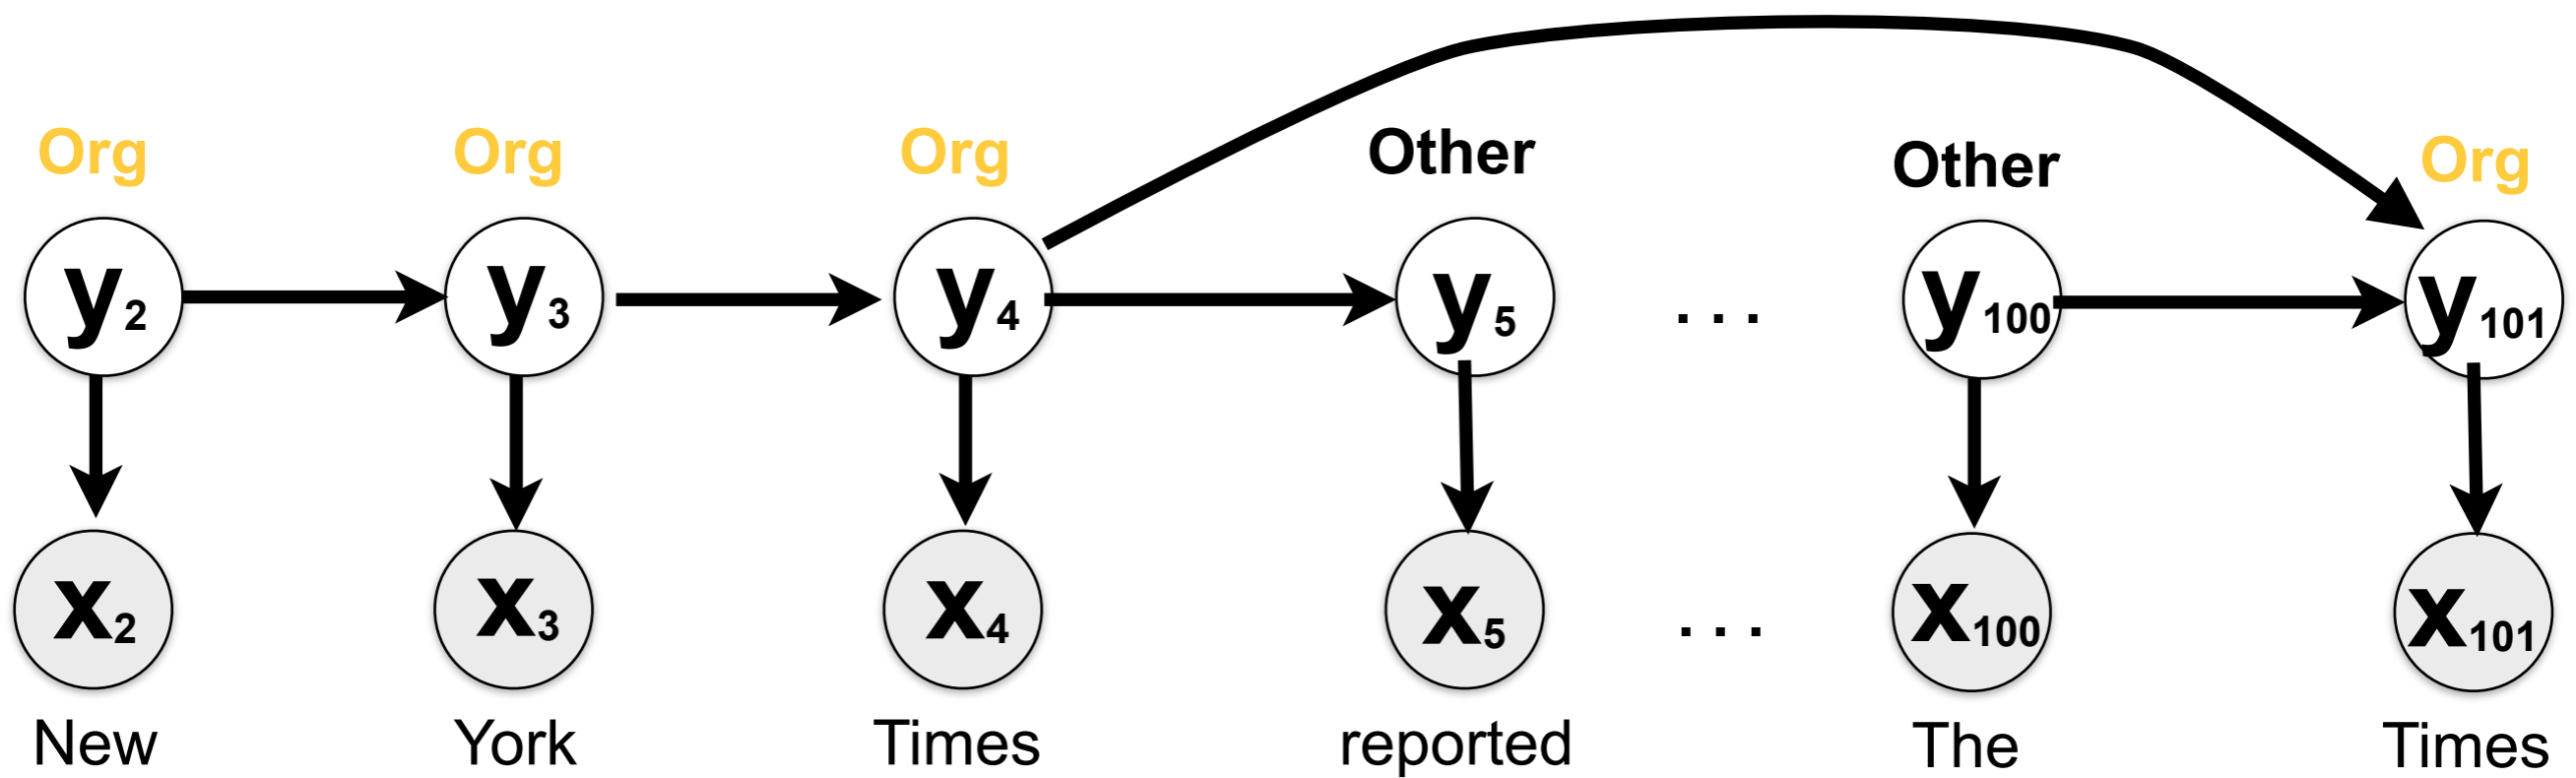 Org Org Org Other Other Org
y2 y3 y4 y5 . . . y100 y101
x2 x3 x4 x5 . . . x100 x101
New York Times reported The Times